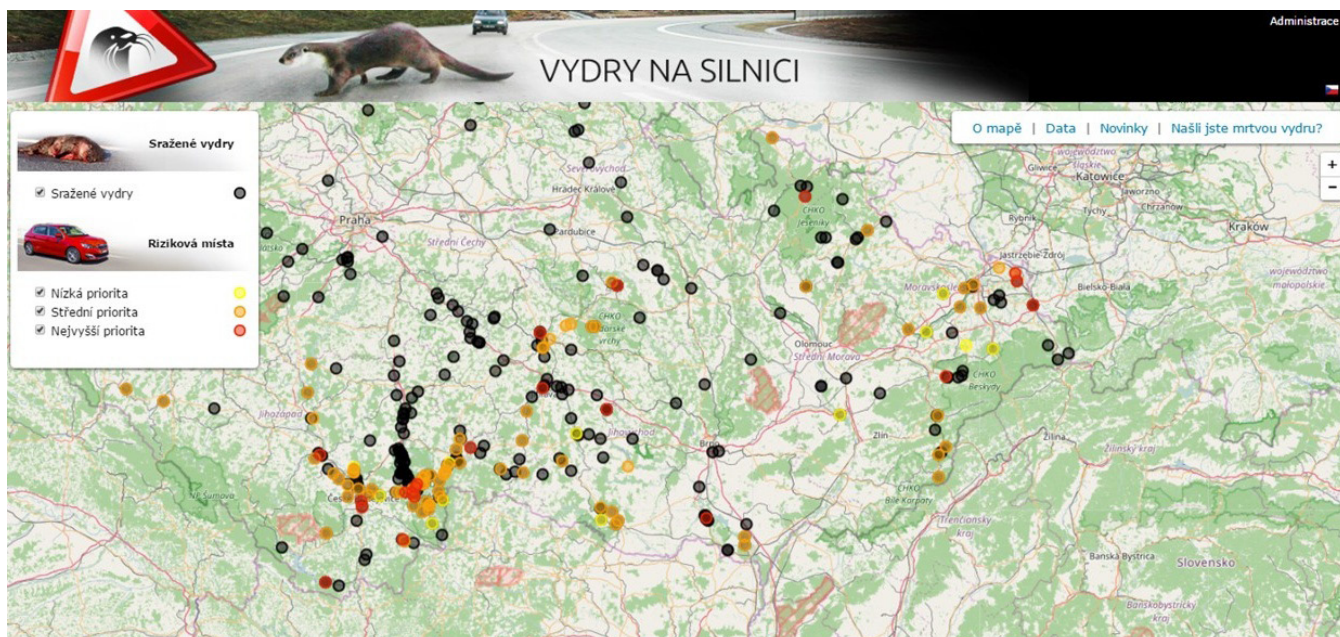 Administrace
VYDRY NA SILNICI
O mapě | Data | Novinky | Našli jste mrtvou vydru?
+
−
Sražené vydry
Sražené vydry
Riziková místa
Nízká priorita
Střední priorita
Nejvyšší priorita
województwo
śląskie
Gliwice
Katowice
Jaworzno
Chrzanów
Tychy
Kraków
Rybnik
Jastrzębie-Zdrój
Bielsko-Biała
województwo
małopolskie
Severovýchod
Hradec Králové
Praha
Pardubice
Střední Čechy
CHKO
Jeseníky
Olomouc
Střední Morava
CHKO
Beskydy
Jihozápad
Jihovýchod
Brno
Zlín
Žilina
Žilinský kraj
NP Šumava
CHKO
Bílé Karpaty
Trenčiansky
kraj
Banská Bystrica
Slovensko
Banskobystrický
kraj